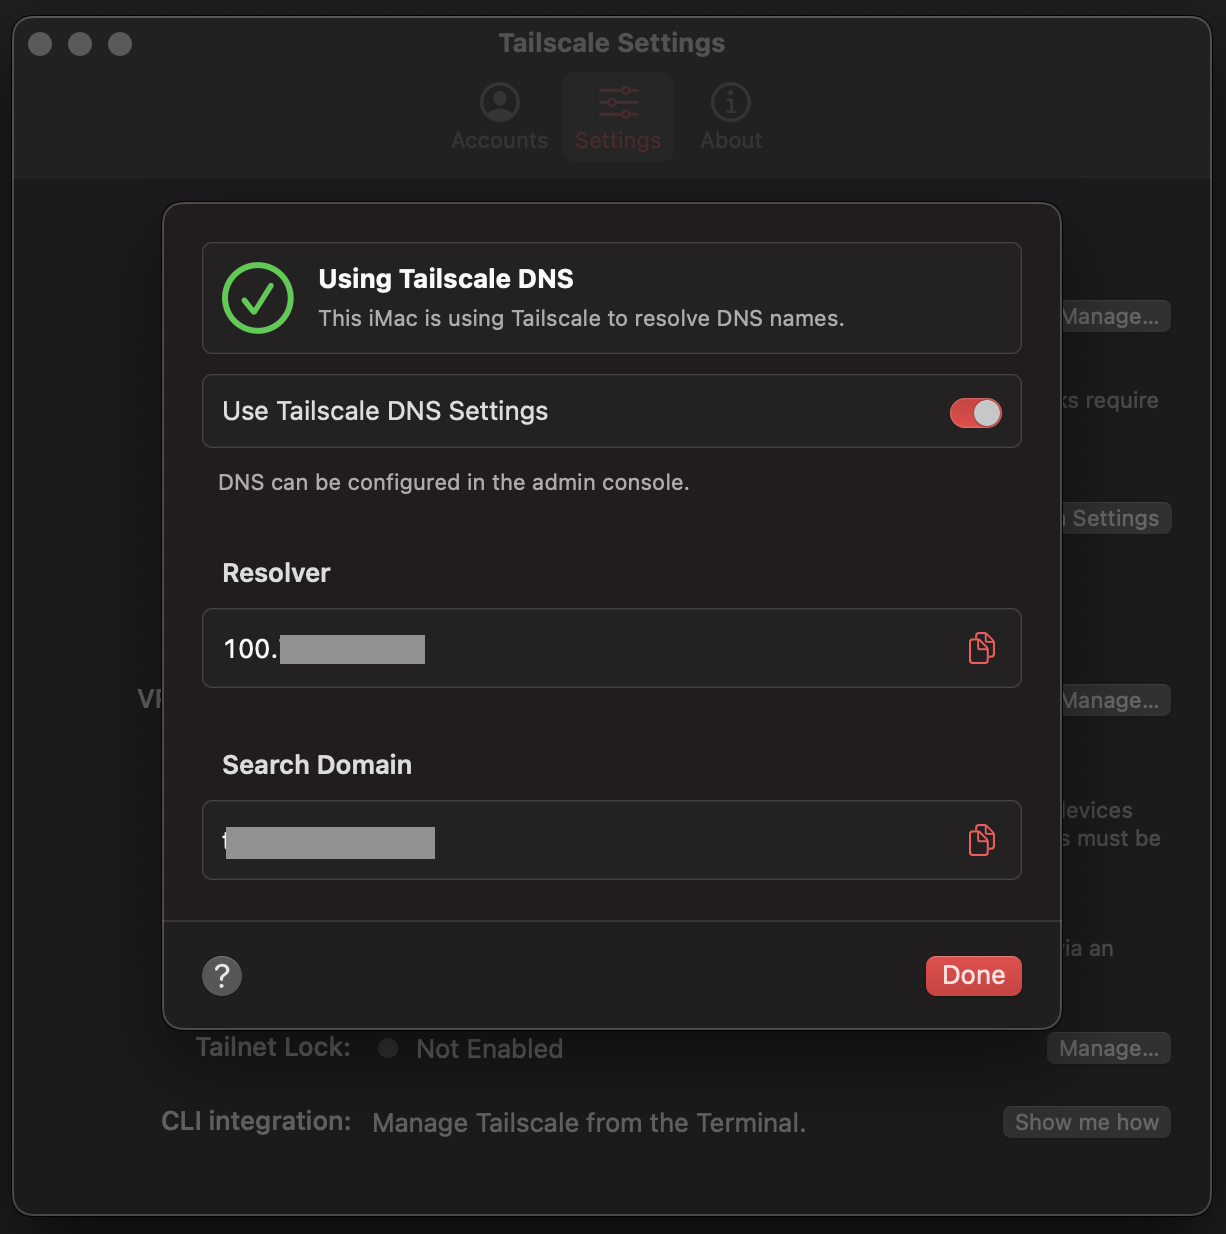 Tailscale Settings
Accounts
Settings
About
Using Tailscale DNS
This iMac is using Tailscale to resolve DNS names.
Manage...
Use Tailscale DNS Settings
require
DNS can be configured in the admin console.
Settings
Resolver
100.
Manage...
Search Domain
must be
an
?
Done
Tailnet Lock:
Not Enabled
Manage...
CLI integration:
Manage Tailscale from the Terminal.
Show me how